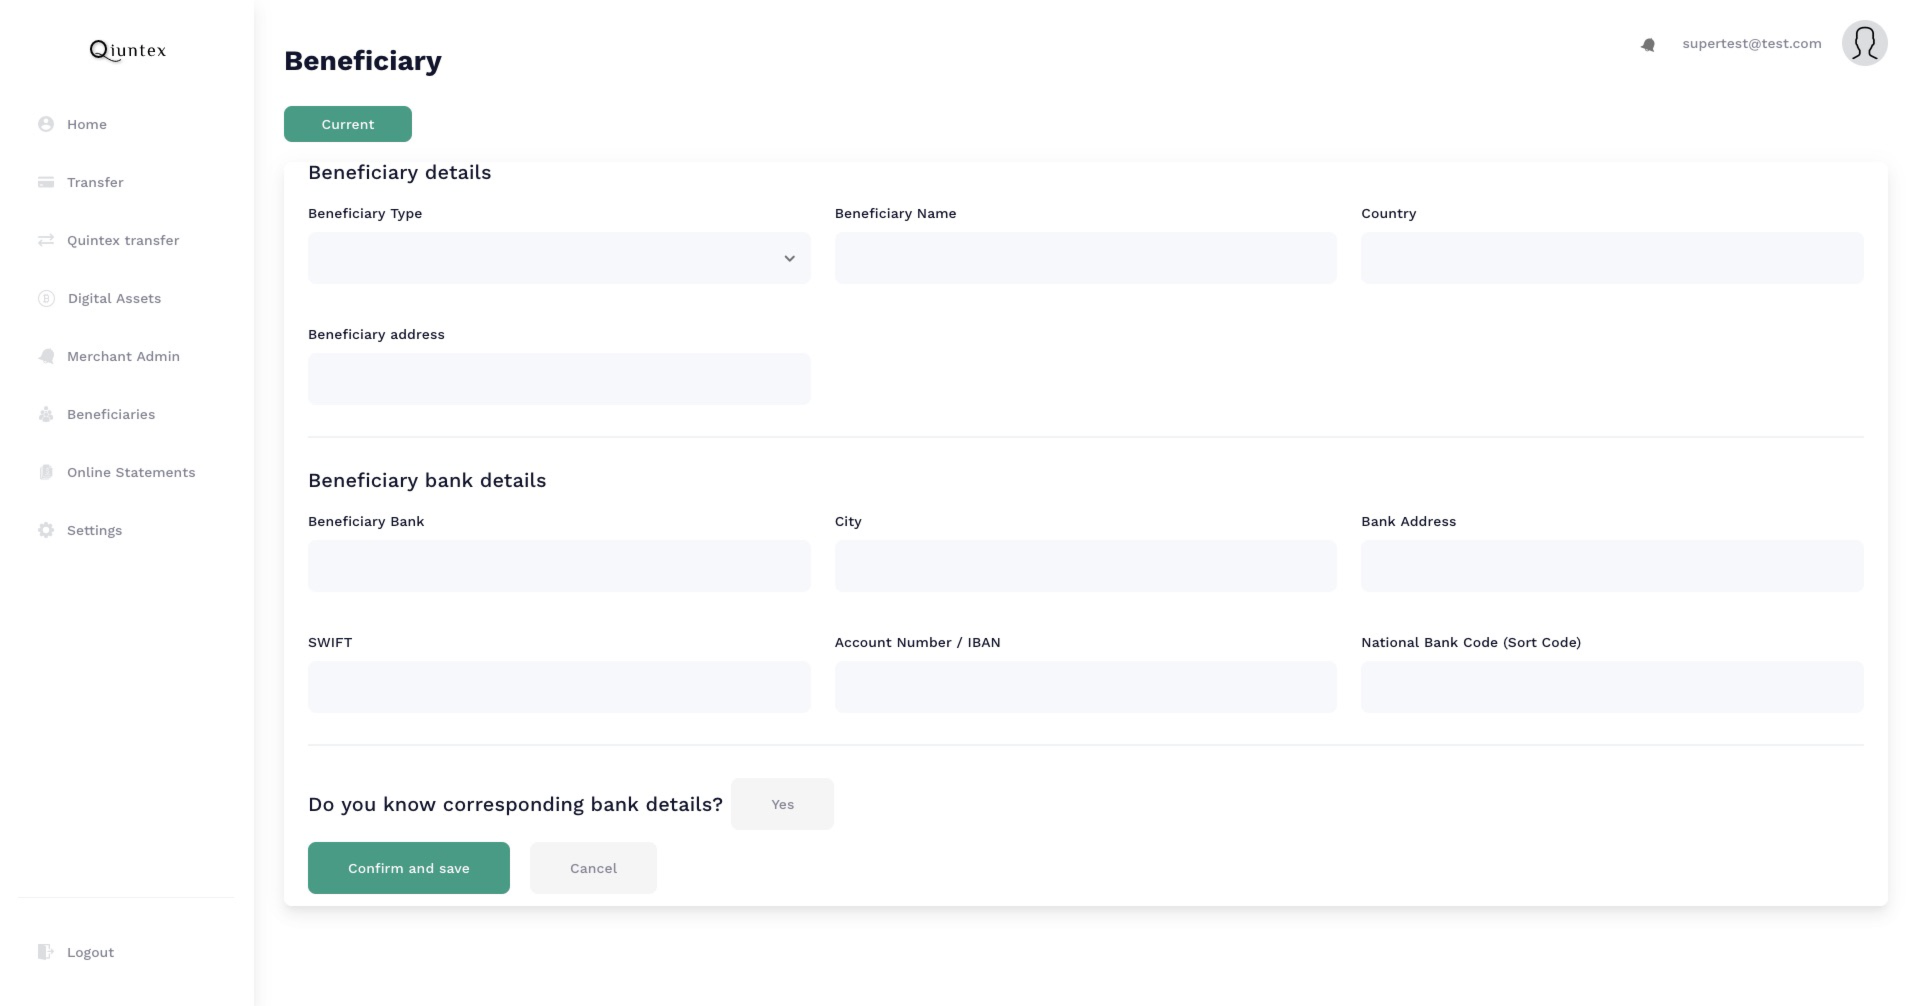 Qiuntex
Home
Transfer
Quintex transfer
Digital Assets
Merchant Admin
Beneficiaries
Online Statements
Settings
Logout
supertest@test.com
Beneficiary
Current
Beneficiary details
Beneficiary Type
Beneficiary Name
Country
Beneficiary address
Beneficiary bank details
Beneficiary Bank
City
Bank Address
SWIFT
Account Number / IBAN
National Bank Code (Sort Code)
Do you know corresponding bank details?
Yes
Confirm and save
Cancel